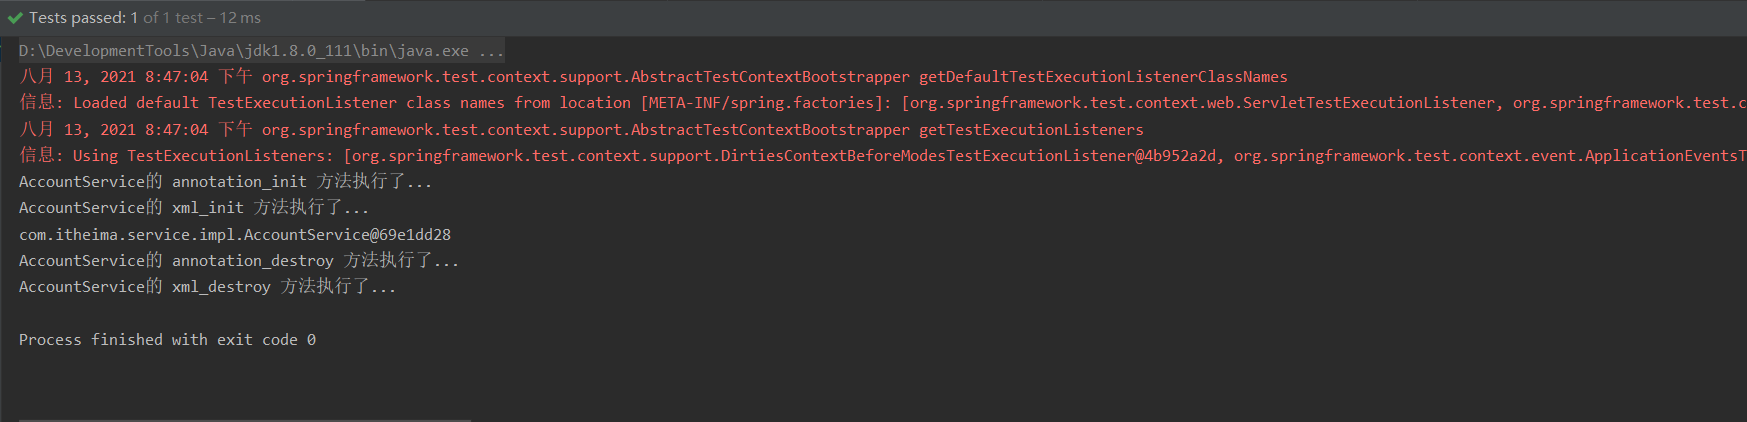 Tests passed: 1 of 1 test – 12 ms
D:\DevelopmentTools\Java\jdk1.8.0_111\bin\java.exe ...
八月 13, 2021 8:47:04 下午 org.springframework.test.context.support.AbstractTestContextBootstrapper getDefaultTestExecutionListenerClassNames
信息: Loaded default TestExecutionListener class names from location [META-INF/spring.factories]: [org.springframework.test.context.web.ServletTestExecutionListener, org.springframework.test.c
八月 13, 2021 8:47:04 下午 org.springframework.test.context.support.AbstractTestContextBootstrapper getTestExecutionListeners
信息: Using TestExecutionListeners: [org.springframework.test.context.support.DirtiesContextBeforeModesTestExecutionListener@4b952a2d, org.springframework.test.context.event.ApplicationEventsT
AccountService的 annotation_init 方法执行了...
AccountService的 xml_init 方法执行了...
com.itheima.service.impl.AccountService@69e1dd28
AccountService的 annotation_destroy 方法执行了...
AccountService的 xml_destroy 方法执行了...
Process finished with exit code 0